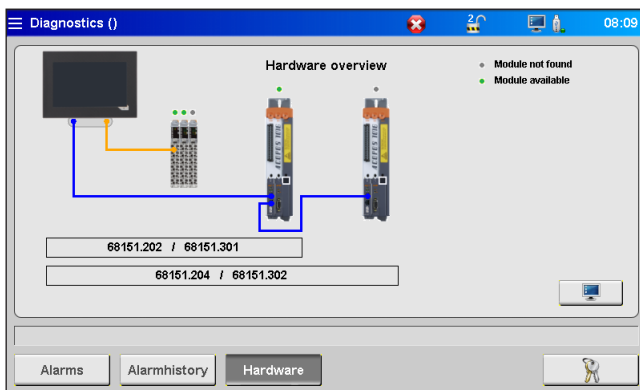 Diagnostics ()
2
08:09
Hardware overview
Module not found
Module available
68151.202 / 68151.301
68151.204 / 68151.302
Alarms
Alarmhistory
Hardware